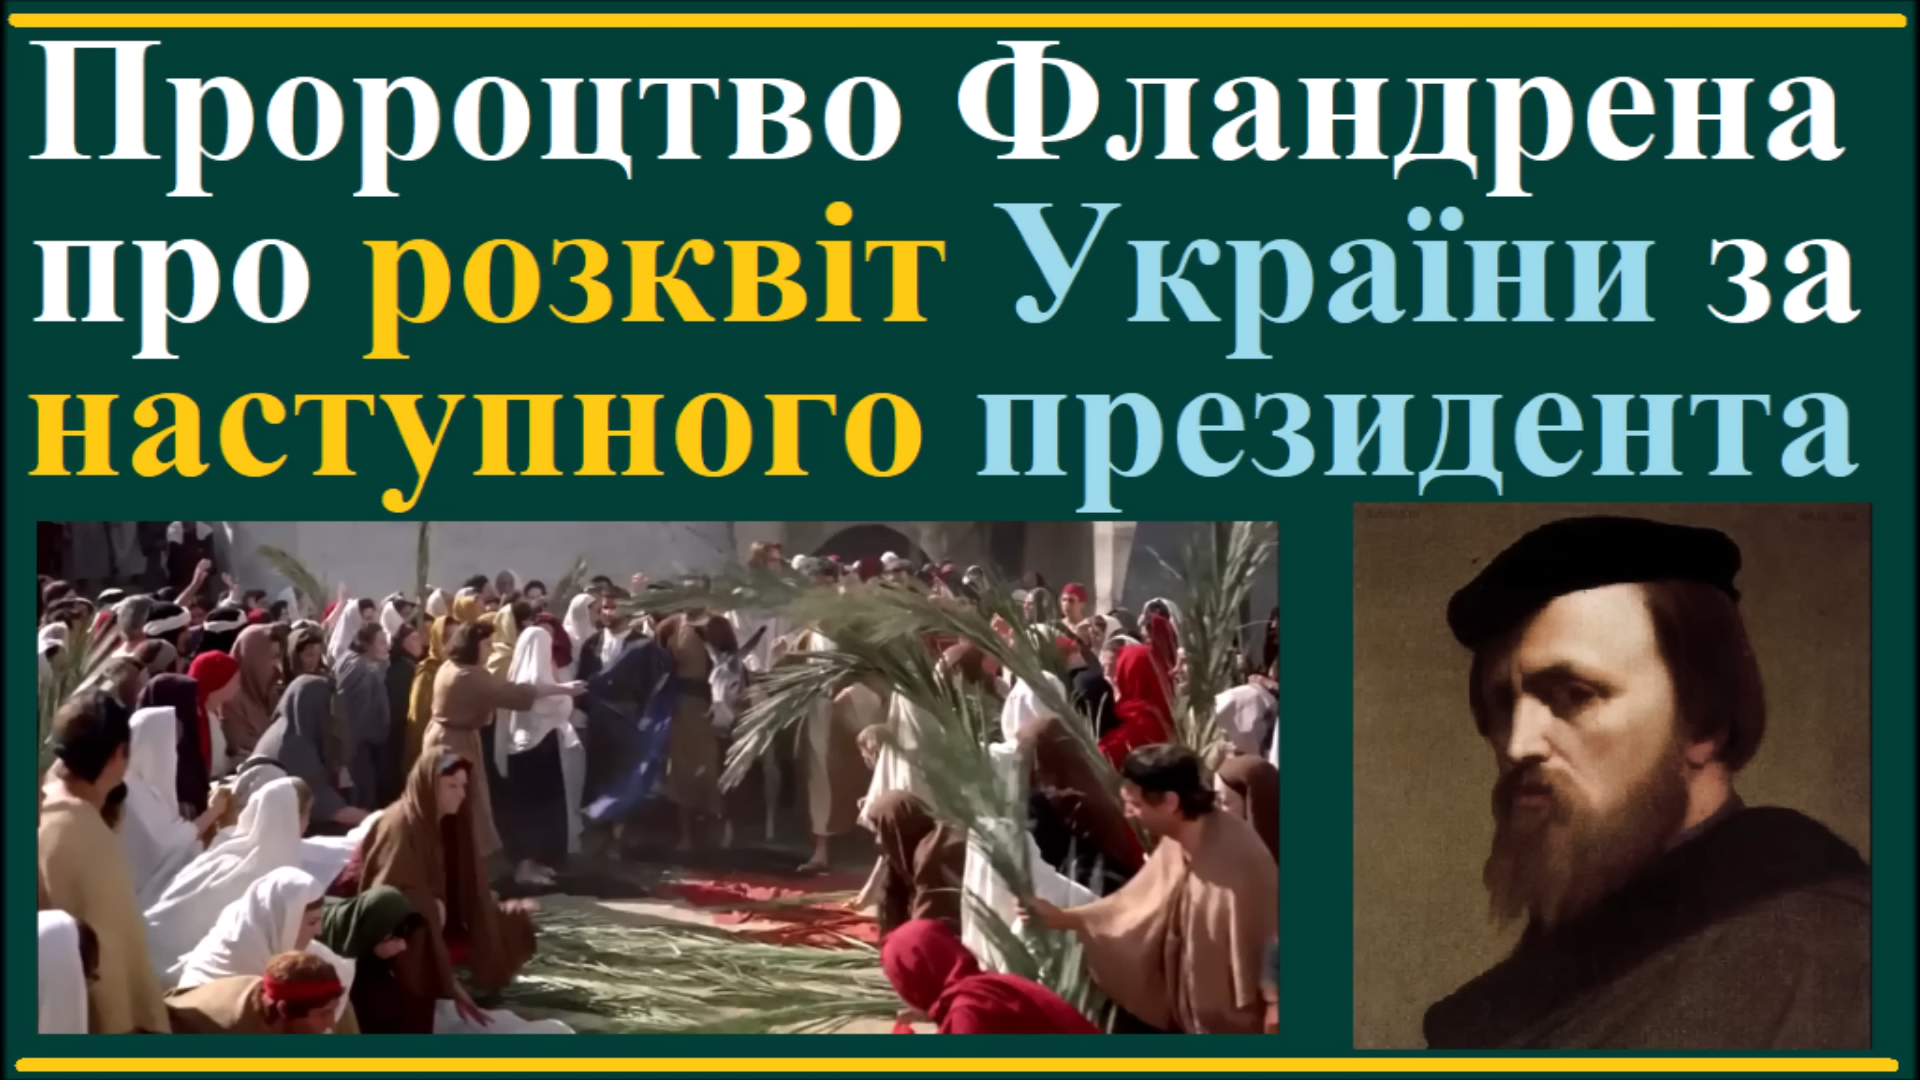 Пророцтво Фландрена
про розквіт України за
наступного президента